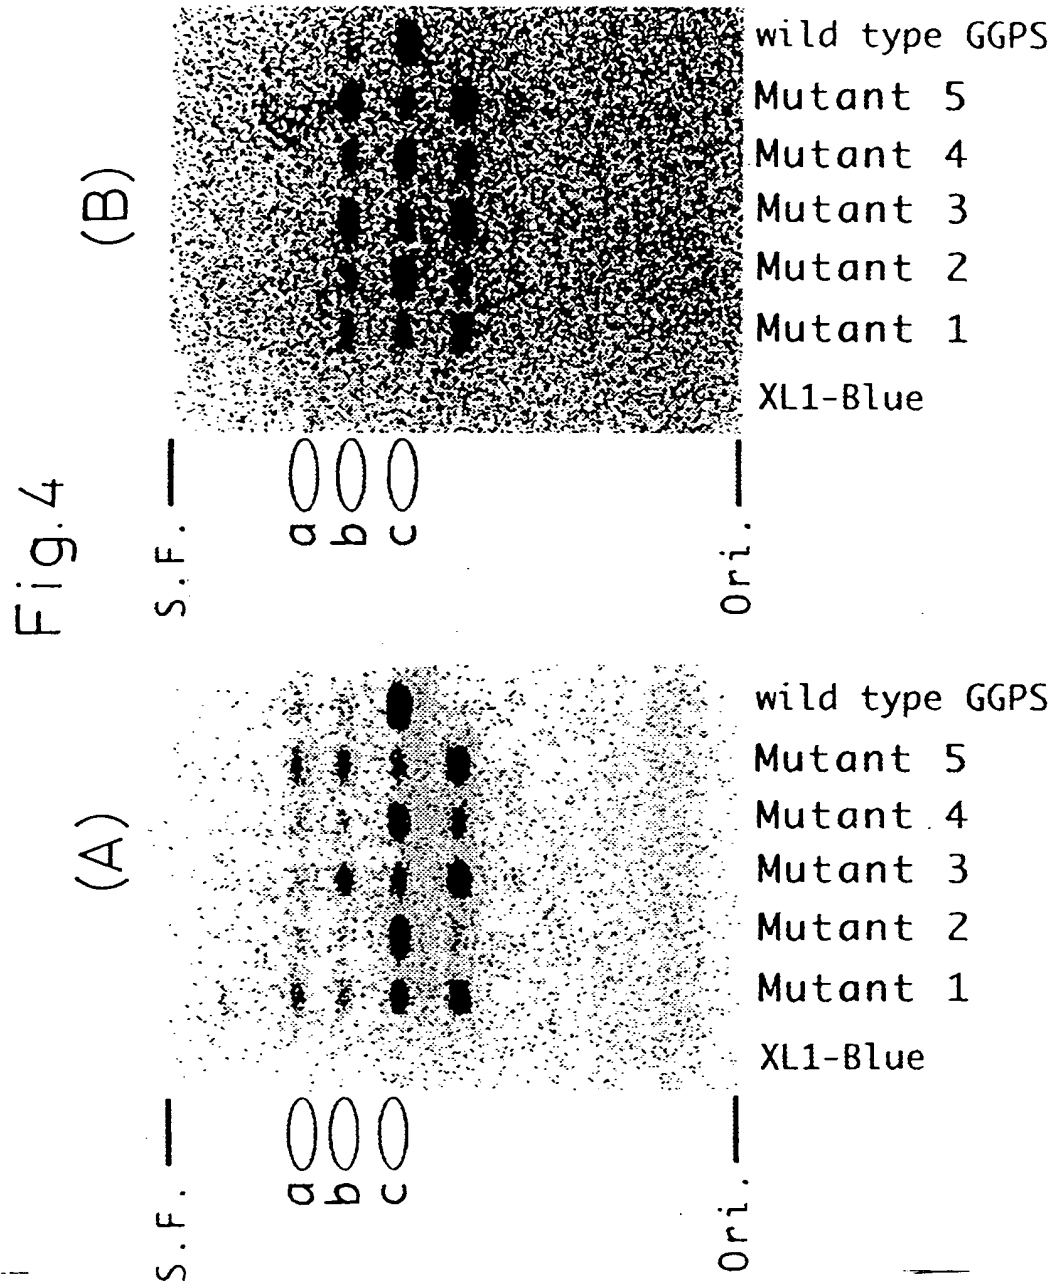 Fig.4
(A)
S.F.
a
b
c
Ori.
XL1-Blue
Mutant 1
Mutant 2
Mutant 3
Mutant 4
Mutant 5
wild type GGPS
(B)
S.F.
a
b
c
Ori.
XL1-Blue
Mutant 1
Mutant 2
Mutant 3
Mutant 4
Mutant 5
wild type GGPS